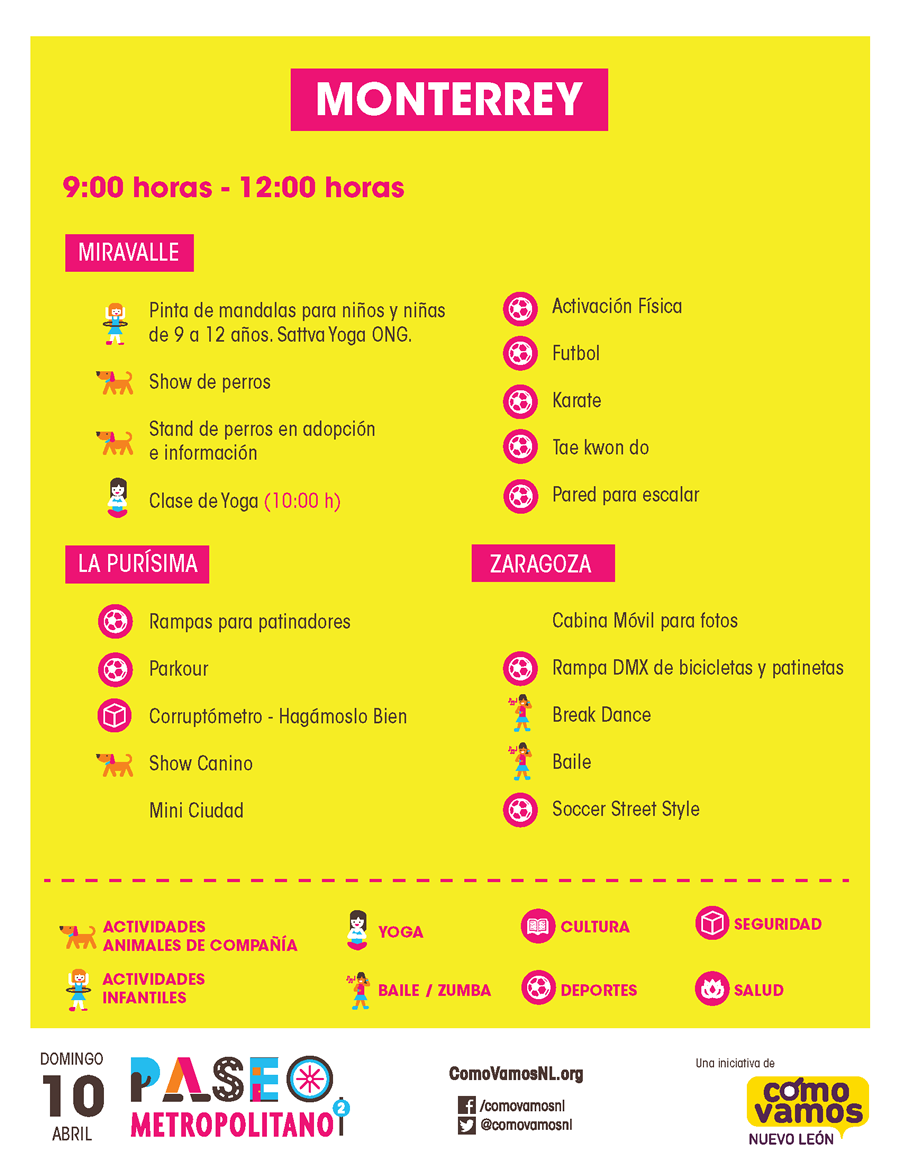 MONTERREY
9:00 horas - 12:00 horas
MIRAVALLE
Pinta de mandalas para niños y niñas
de 9 a 12 años. Sattva Yoga ONG.
Show de perros
Stand de perros en adopción
e información
Clase de Yoga (10:00 h)
Activación Física
Futbol
Karate
Tae kwon do
Pared para escalar
LA PURÍSIMA
Rampas para patinadores
Parkour
Corruptómetro - Hagámoslo Bien
Show Canino
Mini Ciudad
ZARAGOZA
Cabina Móvil para fotos
Rampa DMX de bicicletas y patinetas
Break Dance
Baile
Soccer Street Style
ACTIVIDADES
ANIMALES DE COMPAÑÍA
ACTIVIDADES
INFANTILES
YOGA
BAILE / ZUMBA
CULTURA
DEPORTES
SEGURIDAD
SALUD
DOMINGO
10
ABRIL
PASEO
METROPOLITANO 2
ComoVamosNL.org
/comovamosnl
@comovamosnl
Una iniciativa de
cómo
vamos
NUEVO LEÓN